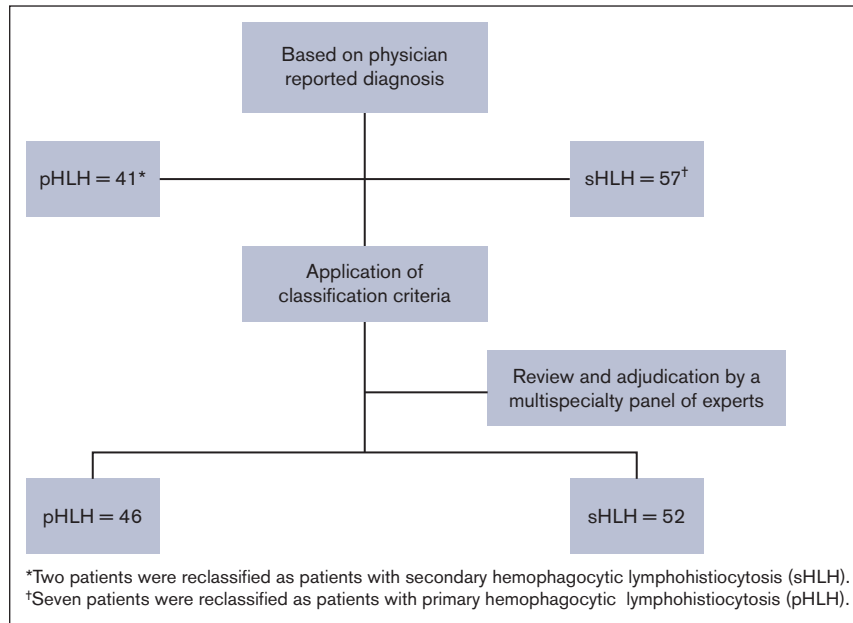 Based on physician
reported diagnosis
pHLH = 41*
sHLH = 57†
Application of
classification criteria
Review and adjudication by a
multispecialty panel of experts
pHLH = 46
sHLH = 52
*Two patients were reclassified as patients with secondary hemophagocytic lymphohistiocytosis (sHLH).
†Seven patients were reclassified as patients with primary hemophagocytic lymphohistiocytosis (pHLH).